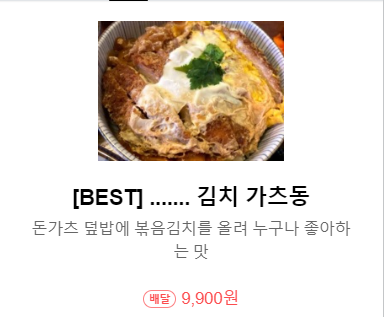 [BEST] ....... 김치 가츠동
돈가츠 덮밥에 볶음김치를 올려 누구나 좋아하
는 맛
배달 9,900원